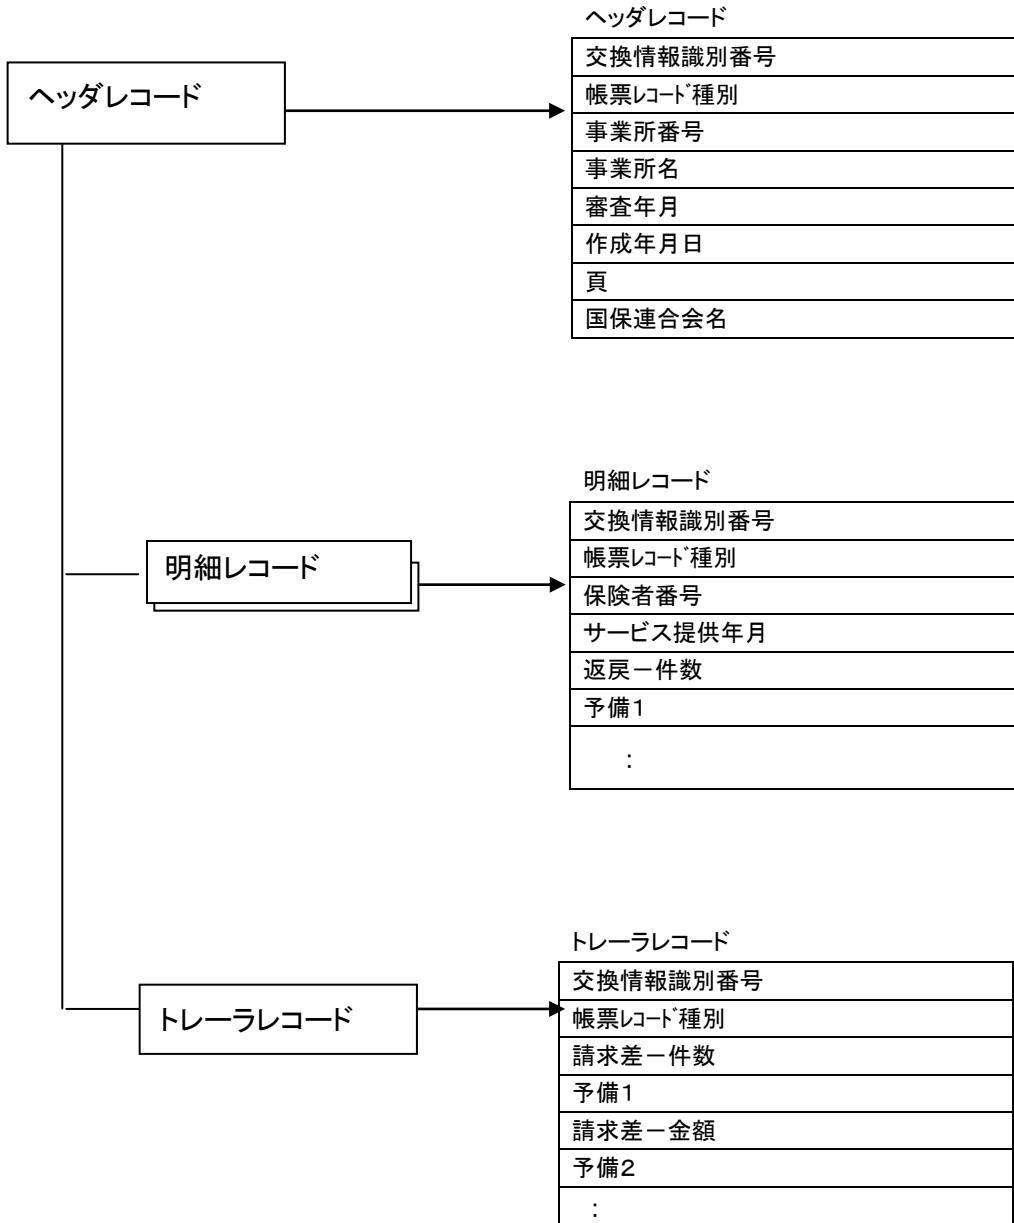 ヘッダレコード
ヘッダレコード
交換情報識別番号
帳票ﾚｺｰﾄﾞ種別
事業所番号
事業所名
審査年月
作成年月日
頁
国保連合会名
明細レコード
明細レコード
交換情報識別番号
帳票ﾚｺｰﾄﾞ種別
保険者番号
サービス提供年月
返戻－件数
予備１
：
トレーラレコード
トレーラレコード
交換情報識別番号
帳票ﾚｺｰﾄﾞ種別
請求差－件数
予備１
請求差－金額
予備２
：